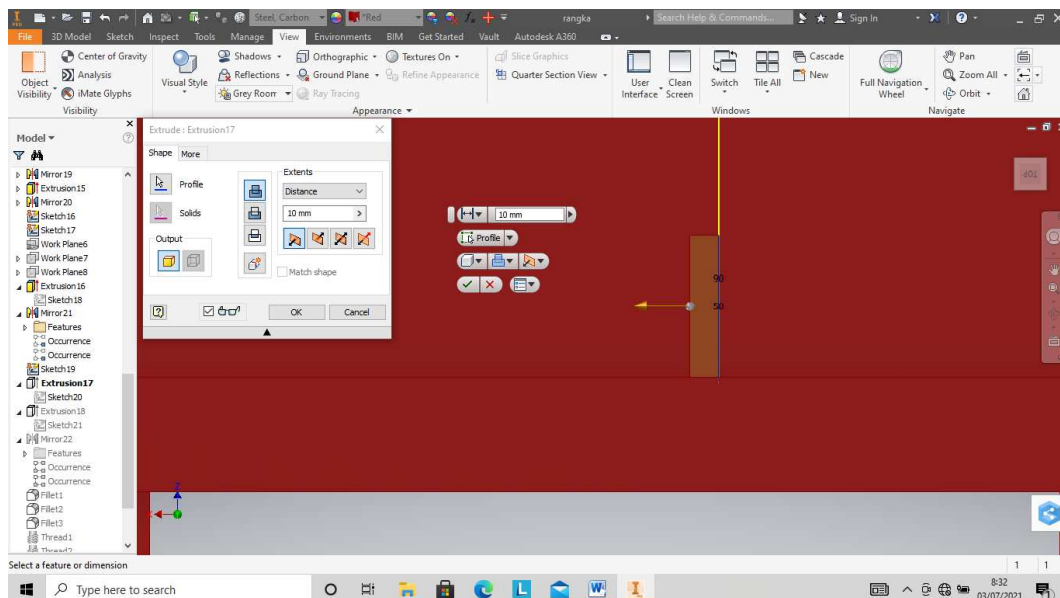 Steel, Carbon *Red rangka Search Help & Commands... Sign In
File 3D Model Sketch Inspect Tools Manage View Environments BIM Get Started Vault Autodesk A360
Object Visibility
Center of Gravity
Analysis
iMate Glyphs
Visibility
Visual Style
Shadows
Reflections
Grey Room
Orthographic
Ground Plane
Ray Tracing
Textures On
Refine Appearance
Slice Graphics
Quarter Section View
Appearance
User Interface
Clean Screen
Switch
Tile All
Cascade
New
Windows
Full Navigation Wheel
Pan
Zoom All
Orbit
Navigate
Model
Mirror19
Extrusion15
Mirror20
Sketch16
Sketch17
Work Plane6
Work Plane7
Work Plane8
Extrusion16
Sketch18
Mirror21
Features
Occurrence
Occurrence
Sketch19
Extrusion17
Sketch20
Extrusion18
Sketch21
Mirror22
Features
Occurrence
Occurrence
Fillet1
Fillet2
Fillet3
Thread1
Thread2
Extrude : Extrusion17
Shape More
Profile
Solids
Output
Extents
Distance
10 mm
Match shape
OK Cancel
10 mm
Profile
90
50
TOP
Z
Select a feature or dimension 1 1
Type here to search
8:32
03/07/2021